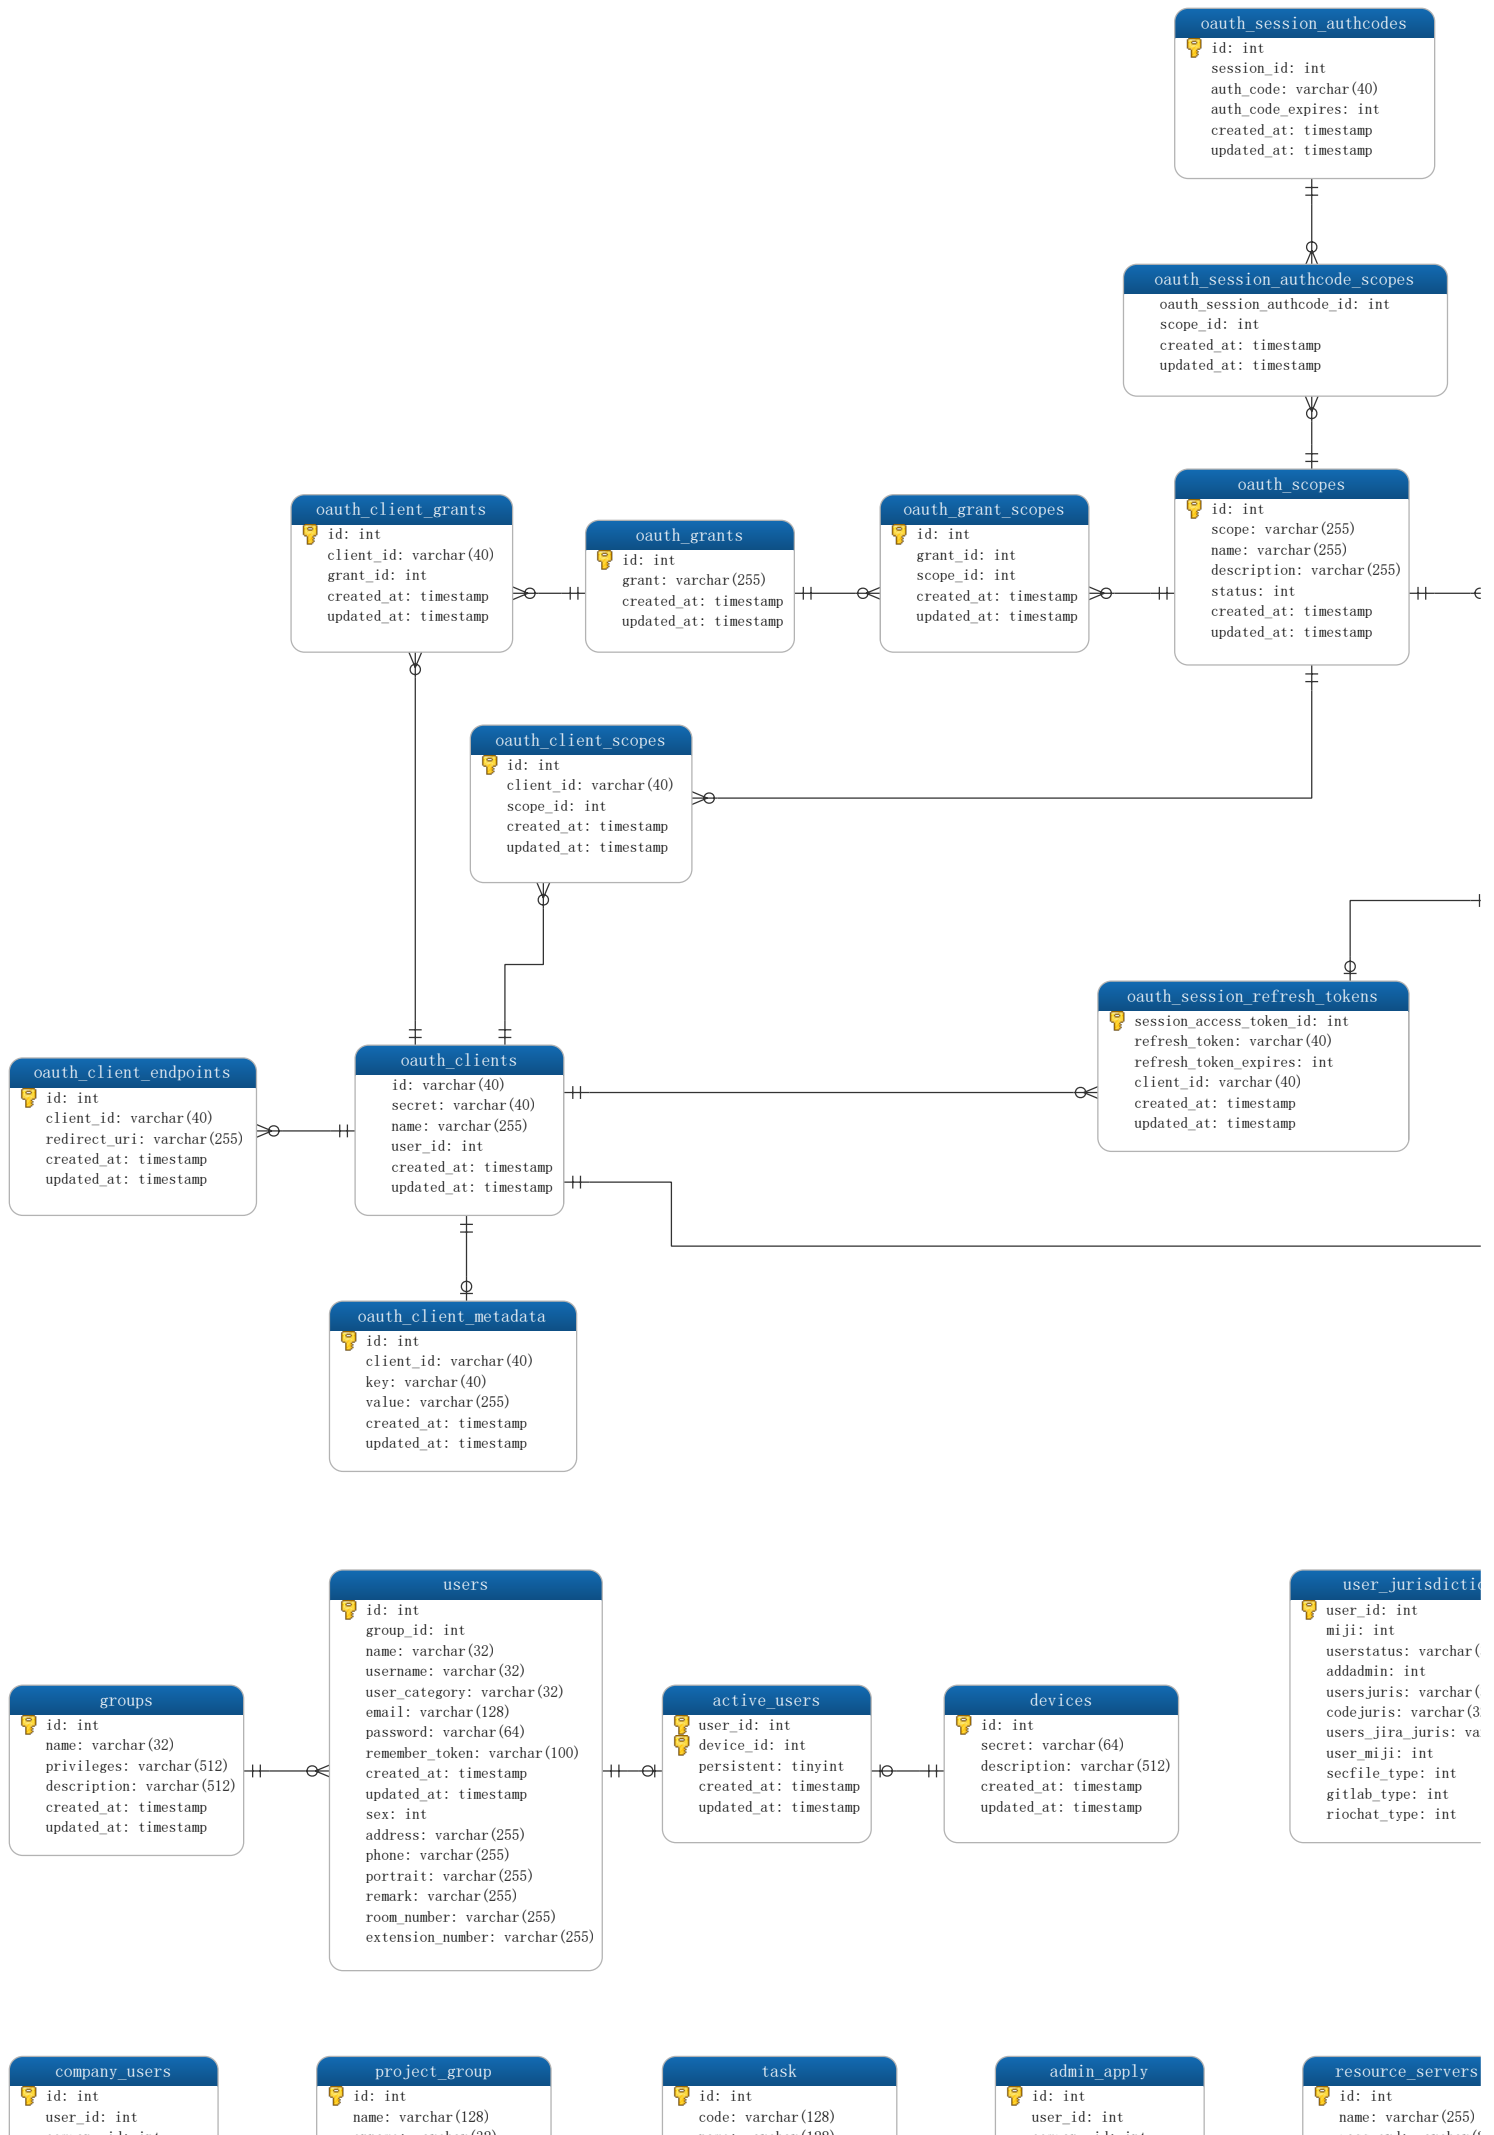 oauth_session_authcodes
id: int
session_id: int
auth_code: varchar(40)
auth_code_expires: int
created_at: timestamp
updated_at: timestamp
oauth_session_authcode_scopes
oauth_session_authcode_id: int
scope_id: int
created_at: timestamp
updated_at: timestamp
oauth_client_grants
id: int
client_id: varchar(40)
grant_id: int
created_at: timestamp
updated_at: timestamp
oauth_grants
id: int
grant: varchar(255)
created_at: timestamp
updated_at: timestamp
oauth_grant_scopes
id: int
grant_id: int
scope_id: int
created_at: timestamp
updated_at: timestamp
oauth_scopes
id: int
scope: varchar(255)
name: varchar(255)
description: varchar(255)
status: int
created_at: timestamp
updated_at: timestamp
oauth_client_scopes
id: int
client_id: varchar(40)
scope_id: int
created_at: timestamp
updated_at: timestamp
oauth_session_refresh_tokens
session_access_token_id: int
refresh_token: varchar(40)
refresh_token_expires: int
client_id: varchar(40)
created_at: timestamp
updated_at: timestamp
oauth_client_endpoints
id: int
client_id: varchar(40)
redirect_uri: varchar(255)
created_at: timestamp
updated_at: timestamp
oauth_clients
id: varchar(40)
secret: varchar(40)
name: varchar(255)
user_id: int
created_at: timestamp
updated_at: timestamp
oauth_client_metadata
id: int
client_id: varchar(40)
key: varchar(40)
value: varchar(255)
created_at: timestamp
updated_at: timestamp
groups
id: int
name: varchar(32)
privileges: varchar(512)
description: varchar(512)
created_at: timestamp
updated_at: timestamp
users
id: int
group_id: int
name: varchar(32)
username: varchar(32)
user_category: varchar(32)
email: varchar(128)
password: varchar(64)
remember_token: varchar(100)
created_at: timestamp
updated_at: timestamp
sex: int
address: varchar(255)
phone: varchar(255)
portrait: varchar(255)
remark: varchar(255)
room_number: varchar(255)
extension_number: varchar(255)
active_users
user_id: int
device_id: int
persistent: tinyint
created_at: timestamp
updated_at: timestamp
devices
id: int
secret: varchar(64)
description: varchar(512)
created_at: timestamp
updated_at: timestamp
user_id: int
miji: int
userstatus: varchar(
addadmin: int
usersjuris: varchar(
codejuris: varchar(3
users_jira_juris:
user_miji: int
secfile_type: int
gitlab_type: int
riochat_type: int
company_users
id: int
user_id: int
project_group
id: int
name: varchar(128)
task
id: int
code: varchar(128)
admin_apply
id: int
user_id: int
resource_servers
id: int
name: varchar(255)